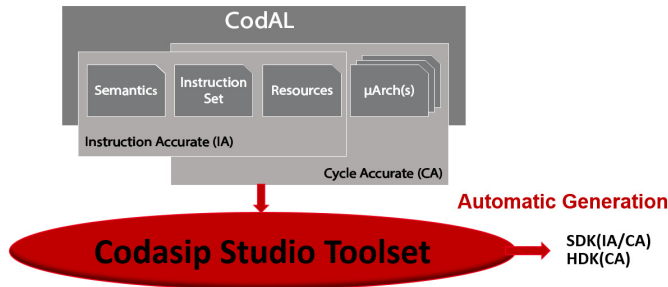 CodAL
Semantics
Instruction
Set
Resources
µArch(s)
Instruction Accurate (IA)
Cycle Accurate (CA)
Automatic Generation
Codasip Studio Toolset
SDK(IA/CA)
HDK(CA)